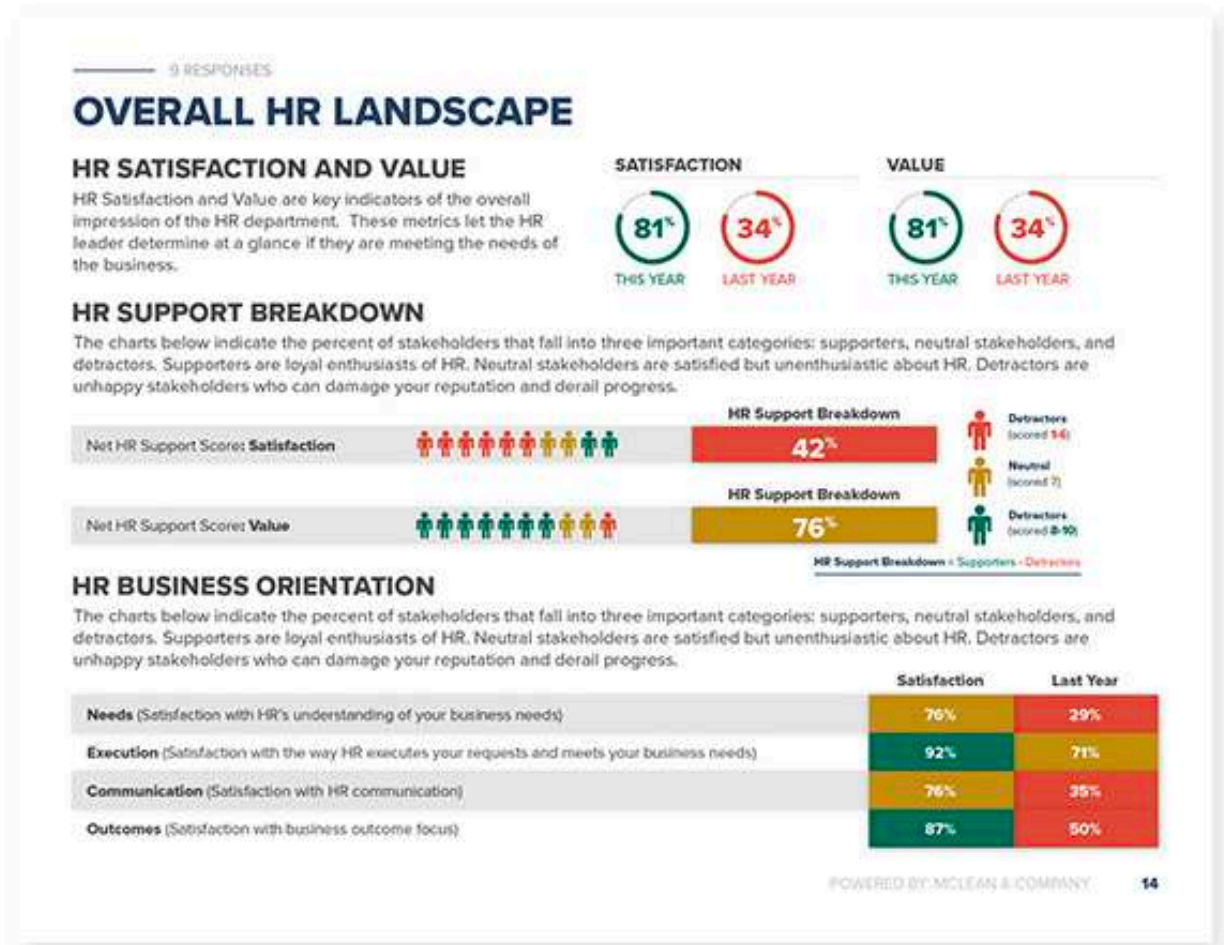 9 RESPONSES
OVERALL HR LANDSCAPE
HR SATISFACTION AND VALUE
HR Satisfaction and Value are key indicators of the overall
impression of the HR department. These metrics let the HR
leader determine at a glance if they are meeting the needs of
the business.
SATISFACTION
81%
THIS YEAR
34%
LAST YEAR
VALUE
81%
THIS YEAR
34%
LAST YEAR
HR SUPPORT BREAKDOWN
The charts below indicate the percent of stakeholders that fall into three important categories: supporters, neutral stakeholders, and
detractors. Supporters are loyal enthusiasts of HR. Neutral stakeholders are satisfied but unenthusiastic about HR. Detractors are
unhappy stakeholders who can damage your reputation and derail progress.
Net HR Support Score: Satisfaction
HR Support Breakdown
42%
Net HR Support Score: Value
HR Support Breakdown
76%
Detractors
(scored 1-6)
Neutral
(scored 7)
Detractors
(scored 8-10)
HR Support Breakdown = Supporters - Detractors
HR BUSINESS ORIENTATION
The charts below indicate the percent of stakeholders that fall into three important categories: supporters, neutral stakeholders, and
detractors. Supporters are loyal enthusiasts of HR. Neutral stakeholders are satisfied but unenthusiastic about HR. Detractors are
unhappy stakeholders who can damage your reputation and derail progress.
Satisfaction Last Year
Needs (Satisfaction with HR's understanding of your business needs) 76% 29%
Execution (Satisfaction with the way HR executes your requests and meets your business needs) 92% 71%
Communication (Satisfaction with HR communication) 76% 35%
Outcomes (Satisfaction with business outcome focus) 87% 50%
POWERED BY: MCLEAN & COMPANY 14